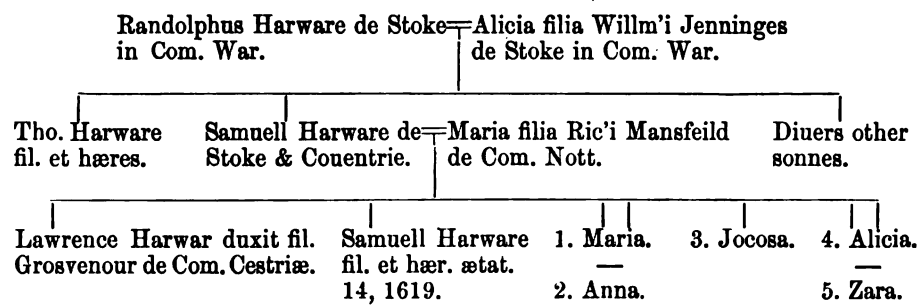 Randolphus Harware de Stoke=Alicia filia Willm'i Jenninges
in Com. War. de Stoke in Com. War.
Tho. Harware
fil. et hæres.
Samuell Harware de=Maria filia Ric'i Mansfeild
Stoke & Couentrie. de Com. Nott.
Diuers other
sonnes.
Lawrence Harwar duxit fil.
Grosvenour de Com. Cestriæ.
Samuell Harware
fil. et hær. ætat.
14, 1619.
1. Maria.
—
2. Anna.
3. Jocosa.
4. Alicia.
—
5. Zara.